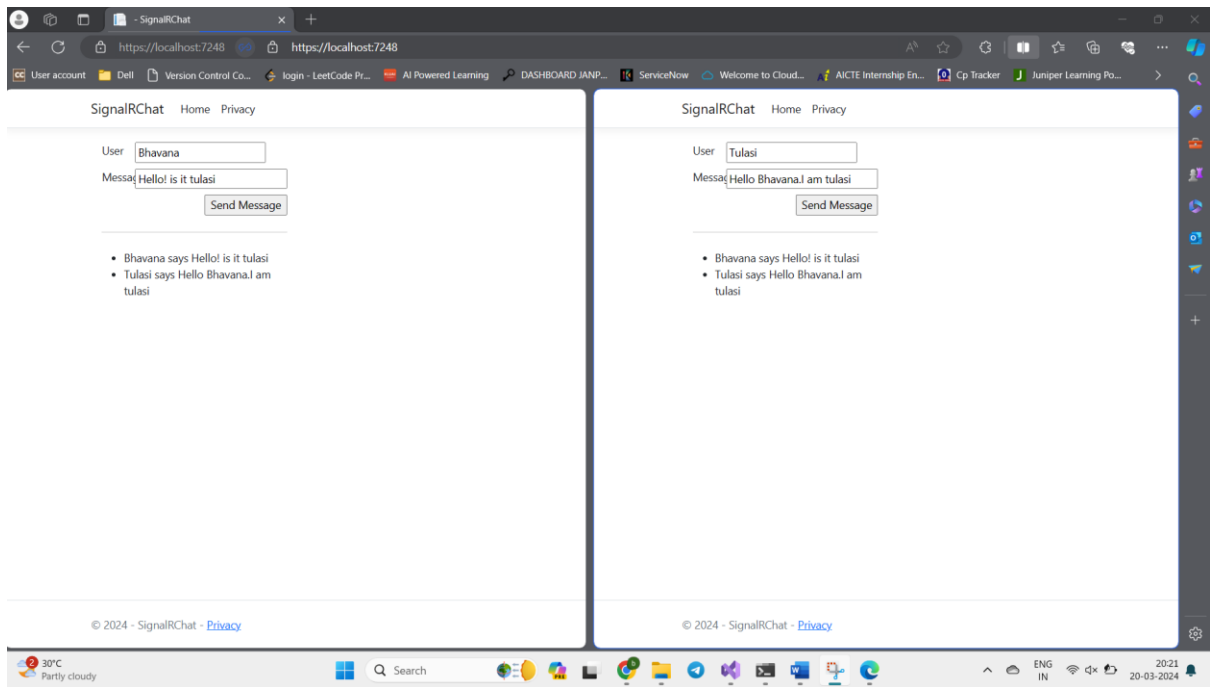 - SignalRChat
https://localhost:7248
https://localhost:7248
User account
Dell
Version Control Co...
login - LeetCode Pr...
AI Powered Learning
DASHBOARD JANP...
ServiceNow
Welcome to Cloud...
AICTE Internship En...
Cp Tracker
Juniper Learning Po...
SignalRChat Home Privacy
User Bhavana
Messag Hello! is it tulasi
Send Message
Bhavana says Hello! is it tulasi
Tulasi says Hello Bhavana.I am
tulasi
© 2024 - SignalRChat - Privacy
SignalRChat Home Privacy
User Tulasi
Messag Hello Bhavana.I am tulasi
Send Message
Bhavana says Hello! is it tulasi
Tulasi says Hello Bhavana.I am
tulasi
© 2024 - SignalRChat - Privacy
2
30°C
Partly cloudy
Search
ENG
IN
20:21
20-03-2024